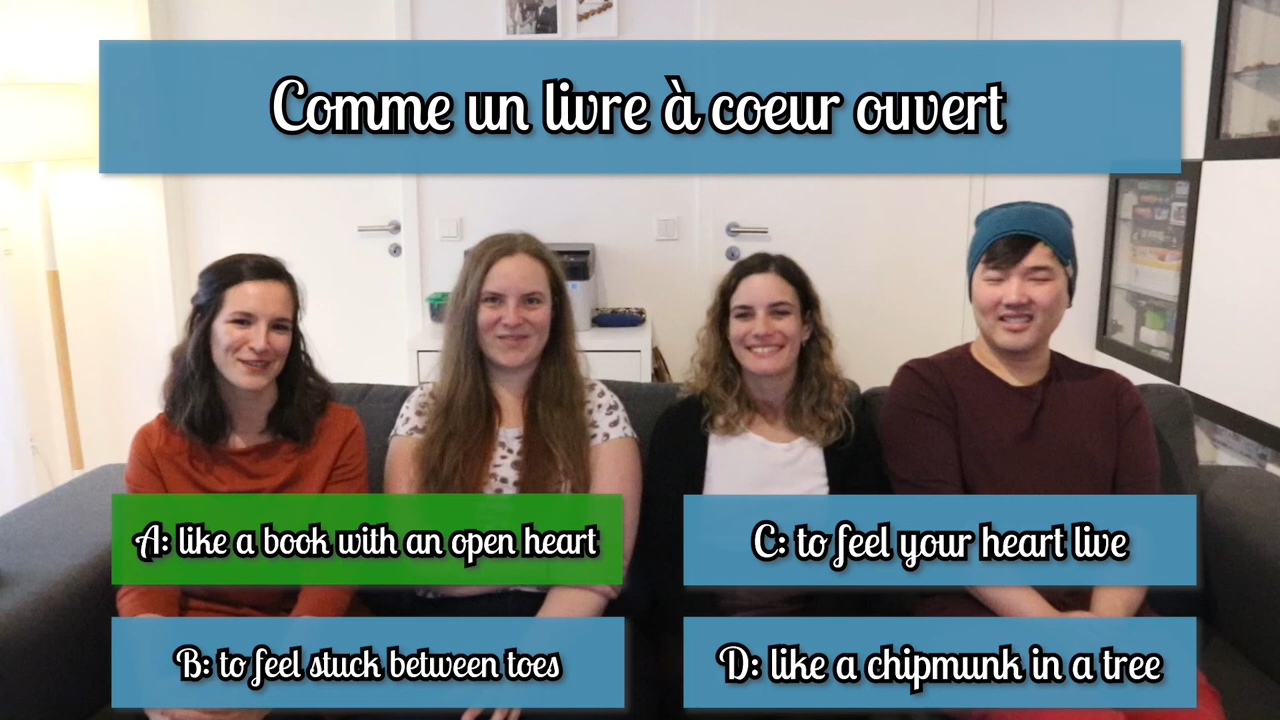 Comme un livre à coeur ouvert
A: like a book with an open heart
C: to feel your heart live
B: to feel stuck between toes
D: like a chipmunk in a tree